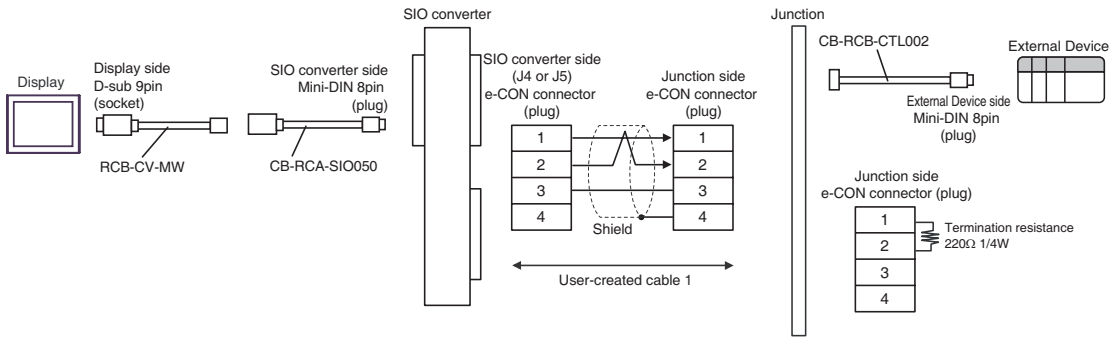 SIO converter
Junction
Display
Display side
D-sub 9pin
(socket)
RCB-CV-MW
SIO converter side
Mini-DIN 8pin
(plug)
CB-RCA-SIO050
SIO converter side
(J4 or J5)
e-CON connector
(plug)
1
2
3
4
Shield
Junction side
e-CON connector
(plug)
1
2
3
4
User-created cable 1
CB-RCB-CTL002
External Device
External Device side
Mini-DIN 8pin
(plug)
Junction side
e-CON connector (plug)
1
2
3
4
Termination resistance
220Ω 1/4W